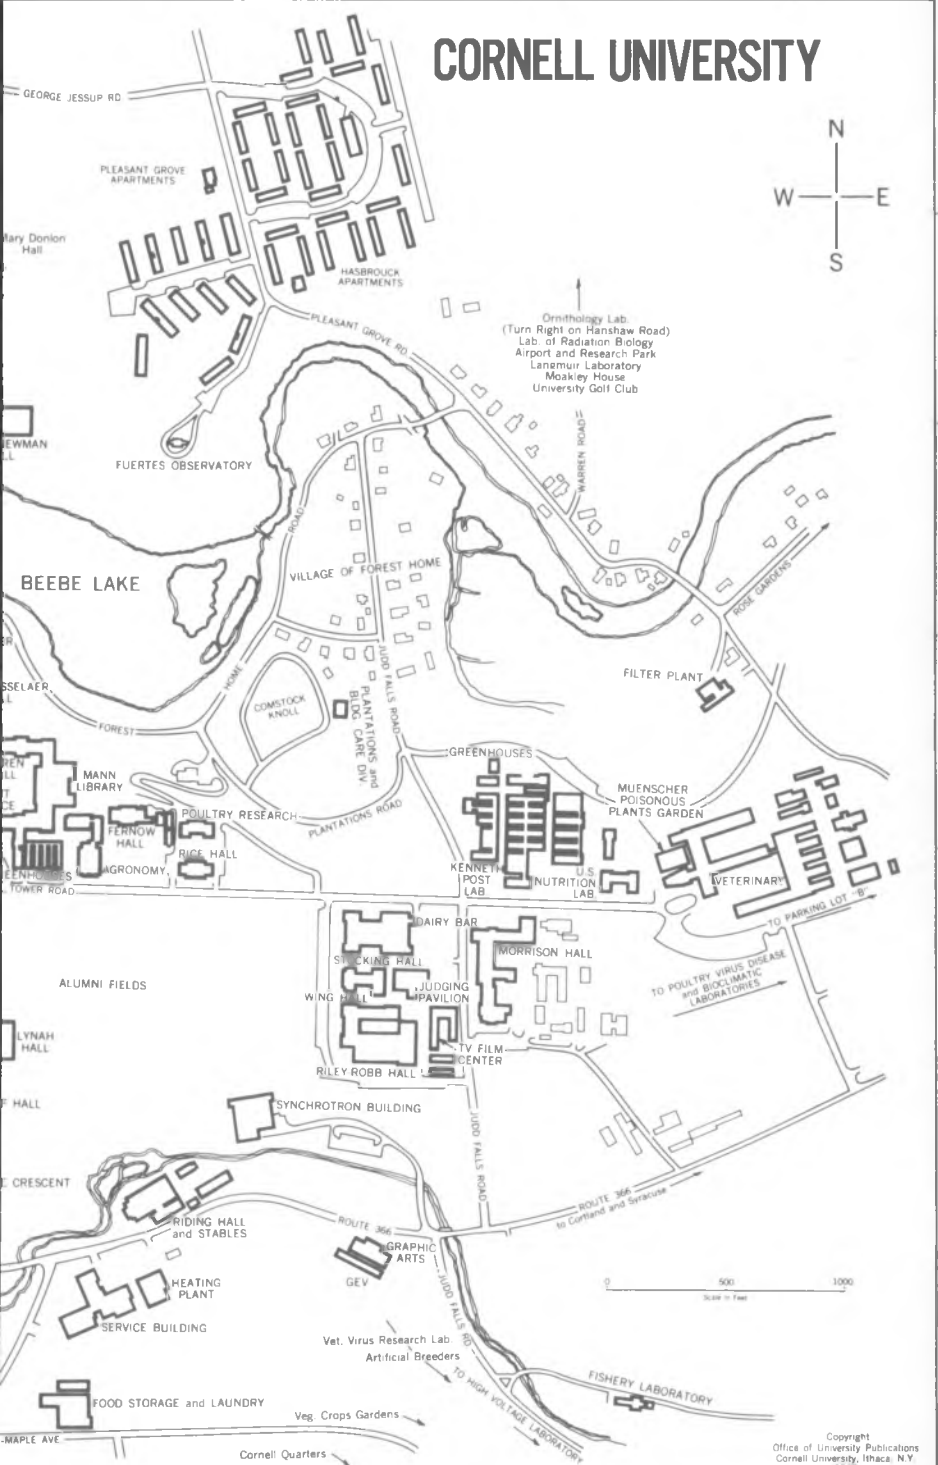 CORNELL UNIVERSITY
GEORGE JESSUP RD
N
W
E
S
PLEASANT GROVE
APARTMENTS
Mary Donlon
Hall
HASBROUCK
APARTMENTS
PLEASANT GROVE RD
Ornithology Lab.
(Turn Right on Hanshaw Road)
Lab. of Radiation Biology
Airport and Research Park
Langmuir Laboratory
Moakley House
University Golf Club
WARREN ROAD
EWMAN
LL
FUERTES OBSERVATORY
ROAD
VILLAGE OF FOREST HOME
BEEBE LAKE
ROSE GARDENS
ER
SSELAER
L
HOME
FOREST
COMSTOCK
KNOLL
JUDD FALLS ROAD
PLANTATIONS and
BLDG CARE DIV.
FILTER PLANT
GREENHOUSES
REN
LL
MANN
LIBRARY
MUENSCHER
POISONOUS
PLANTS GARDEN
POULTRY RESEARCH
PLANTATIONS ROAD
FERNOW
HALL
RICE HALL
AGRONOMY
EENHOUSES
TOWER ROAD
KENNETH
POST
LAB.
U.S.
NUTRITION
LAB.
VETERINARY
TO PARKING LOT "B"
DAIRY BAR
STOCKING HALL
MORRISON HALL
WING HALL
JUDGING
PAVILION
TO POULTRY VIRUS DISEASE
and BIOCLIMATIC
LABORATORIES
ALUMNI FIELDS
LYNAH
HALL
TV FILM
CENTER
RILEY-ROBB HALL
F HALL
SYNCHROTRON BUILDING
JUDD FALLS ROAD
E CRESCENT
RIDING HALL
and STABLES
ROUTE 366
ROUTE 366
to Cortland and Syracuse
GRAPHIC
ARTS
GEV
HEATING
PLANT
SERVICE BUILDING
JUDD FALLS RD
0 500 1000
Scale in Feet
Vet. Virus Research Lab.
Artificial Breeders
TO HIGH VOLTAGE LABORATORY
FISHERY LABORATORY
FOOD STORAGE and LAUNDRY
Veg. Crops Gardens
MAPLE AVE
Cornell Quarters
Copyright
Office of University Publications
Cornell University, Ithaca, N.Y.